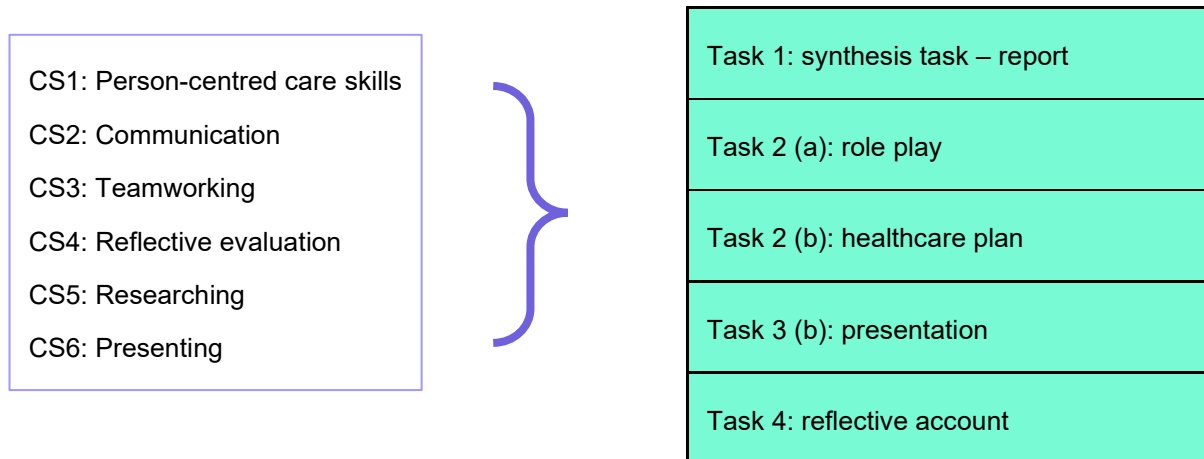 CS1: Person-centred care skills
CS2: Communication
CS3: Teamworking
CS4: Reflective evaluation
CS5: Researching
CS6: Presenting
Task 1: synthesis task – report
Task 2 (a): role play
Task 2 (b): healthcare plan
Task 3 (b): presentation
Task 4: reflective account